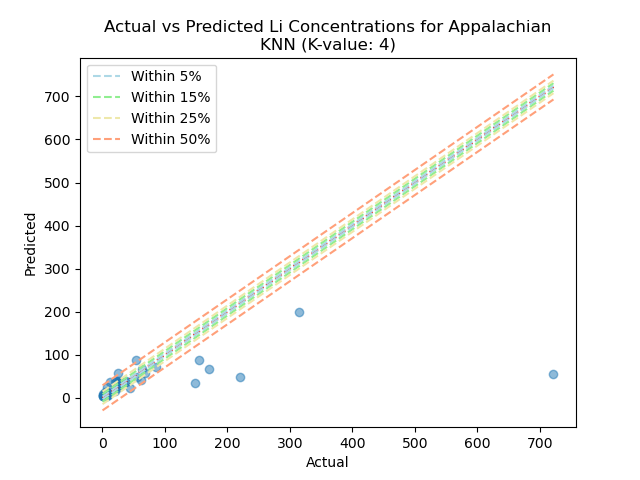 Actual vs Predicted Li Concentrations for Appalachian
KNN (K-value: 4)
Within 5%
Within 15%
Within 25%
Within 50%
700
600
500
400
300
200
100
0
Predicted
0 100 200 300 400 500 600 700
Actual